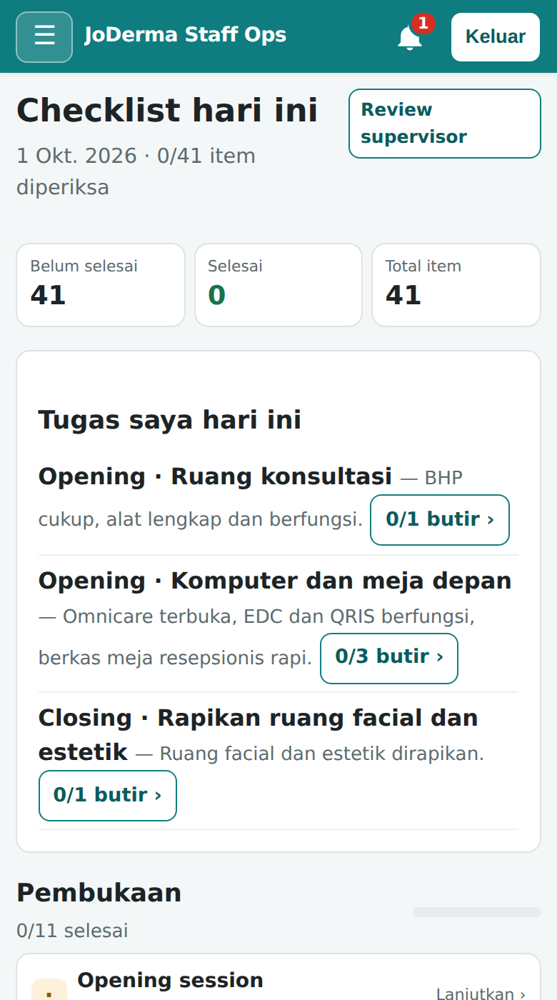 ☰ JoDerma Staff Ops 1 Keluar
Checklist hari ini
Review
supervisor
1 Okt. 2026 · 0/41 item
diperiksa
Belum selesai
41
Selesai
0
Total item
41
Tugas saya hari ini
Opening · Ruang konsultasi — BHP
cukup, alat lengkap dan berfungsi. 0/1 butir ›
Opening · Komputer dan meja depan
— Omnicare terbuka, EDC dan QRIS berfungsi,
berkas meja resepsionis rapi. 0/3 butir ›
Closing · Rapikan ruang facial dan
estetik — Ruang facial dan estetik dirapikan.
0/1 butir ›
Pembukaan
0/11 selesai
Opening session
Lanjutkan ›